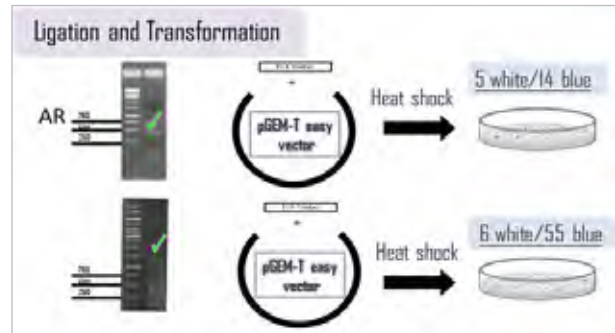 Ligation and Transformation
AR
pGEM-T easy
vector
Heat shock
5 white/14 blue
pGEM-T easy
vector
Heat shock
6 white/55 blue